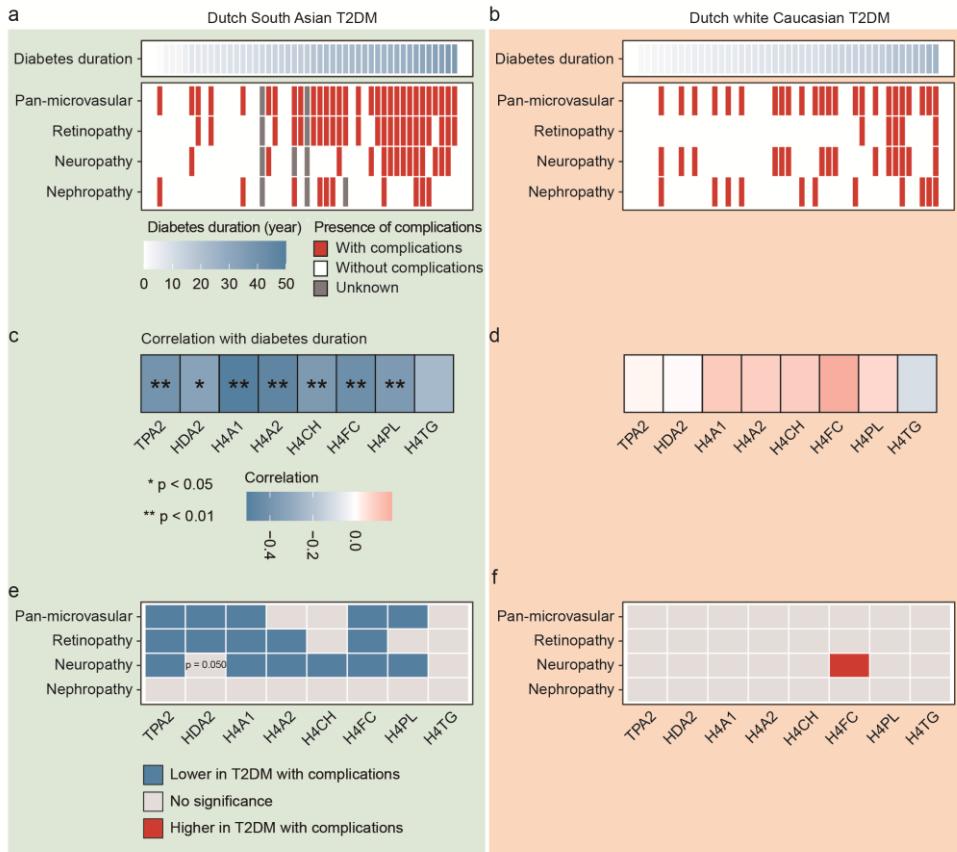 a
Dutch South Asian T2DM
Diabetes duration
Pan-microvasular
Retinopathy
Neuropathy
Nephropathy
Diabetes duration (year)
0 10 20 30 40 50
Presence of complications
With complications
Without complications
Unknown
b
Dutch white Caucasian T2DM
Diabetes duration
Pan-microvasular
Retinopathy
Neuropathy
Nephropathy
c
Correlation with diabetes duration
** * ** ** ** ** **
TPA2 HDA2 H4A1 H4A2 H4CH H4FC H4PL H4TG
* p < 0.05
** p < 0.01
Correlation
−0.4 −0.2 0.0
d
TPA2 HDA2 H4A1 H4A2 H4CH H4FC H4PL H4TG
e
Pan-microvasular
Retinopathy
Neuropathy
p = 0.050
Nephropathy
TPA2 HDA2 H4A1 H4A2 H4CH H4FC H4PL H4TG
Lower in T2DM with complications
No significance
Higher in T2DM with complications
f
Pan-microvasular
Retinopathy
Neuropathy
Nephropathy
TPA2 HDA2 H4A1 H4A2 H4CH H4FC H4PL H4TG